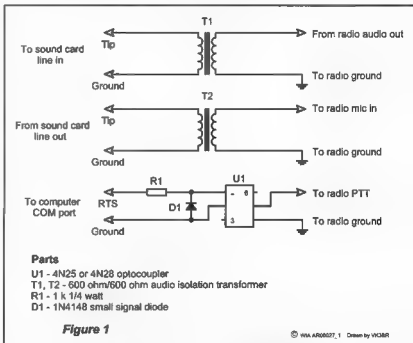 T1
To sound card
line in
Tip
Ground
From radio audio out
To radio ground
T2
From sound card
line out
Tip
Ground
To radio mic in
To radio ground
To computer
COM port
RTS
Ground
R1
D1
U1
6
3
To radio PTT
To radio ground
Parts
U1 - 4N25 or 4N28 optocoupler
T1, T2 - 600 ohm/600 ohm audio isolation transformer
R1 - 1 k 1/4 watt
D1 - 1N4148 small signal diode
Figure 1
© WIA Drawn by